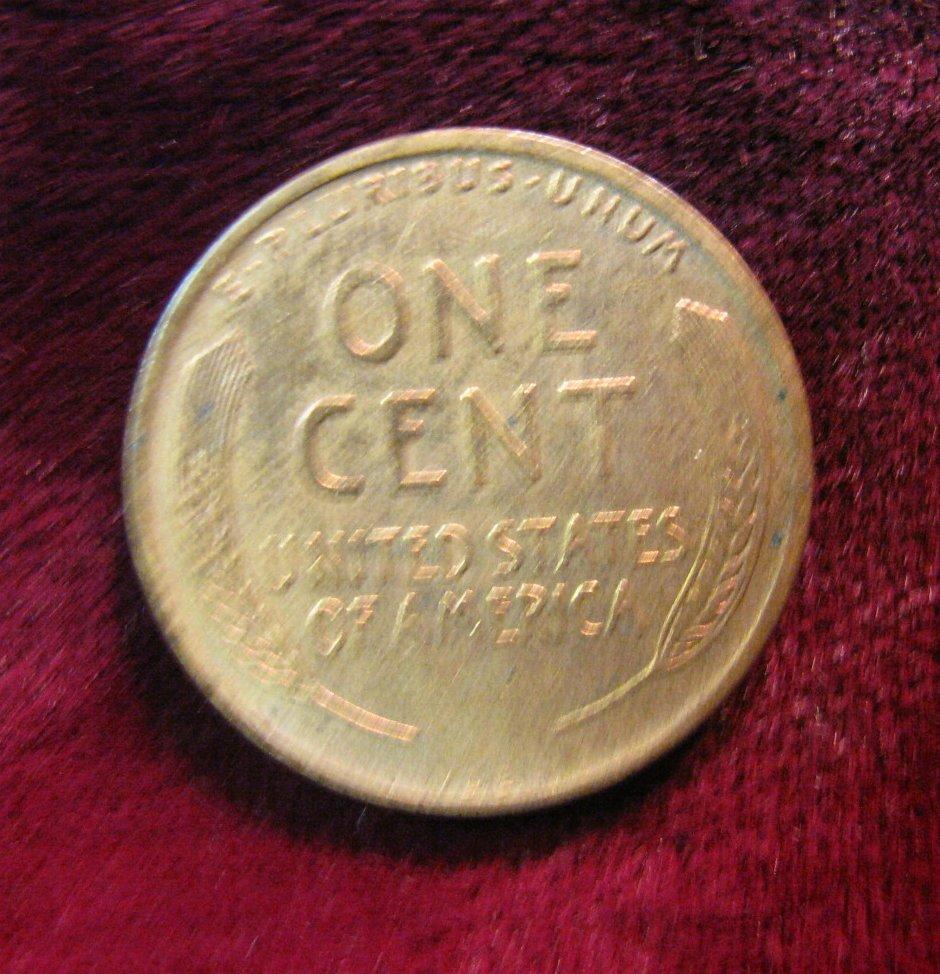 E·PLURIBUS·UNUM
ONE
CENT
UNITED STATES
OF AMERICA